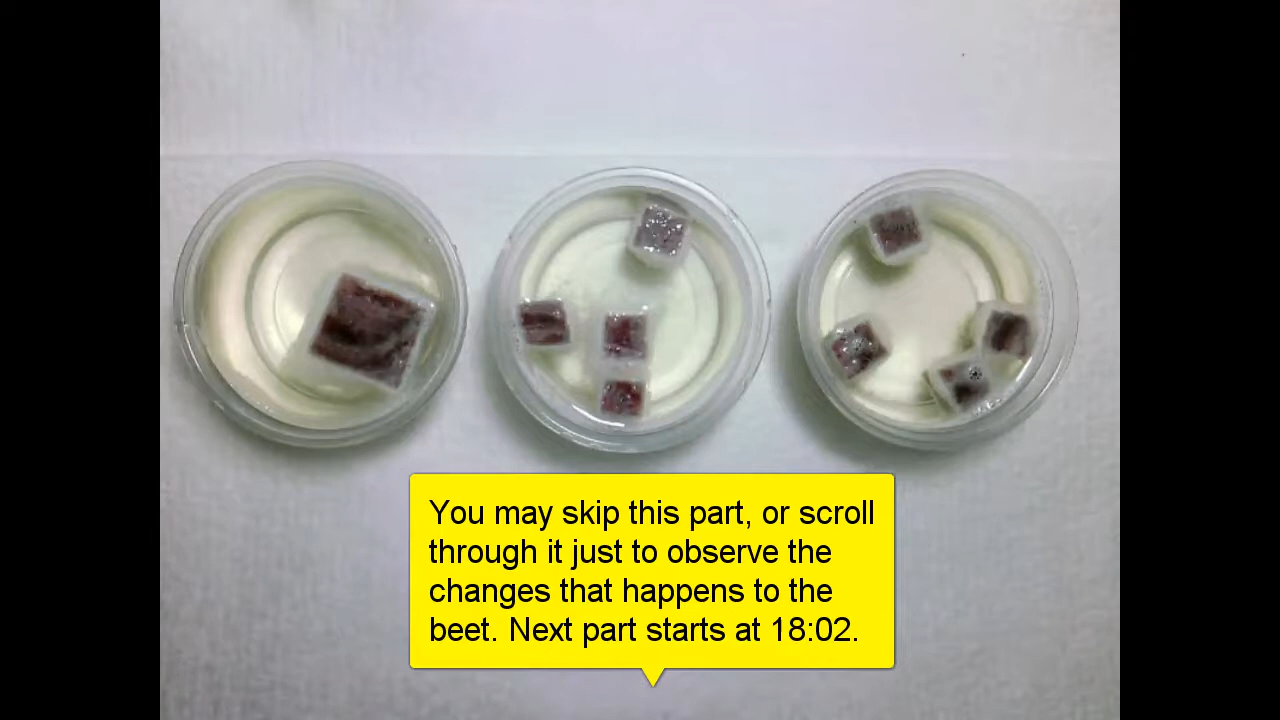 You may skip this part, or scroll
through it just to observe the
changes that happens to the
beet. Next part starts at 18:02.